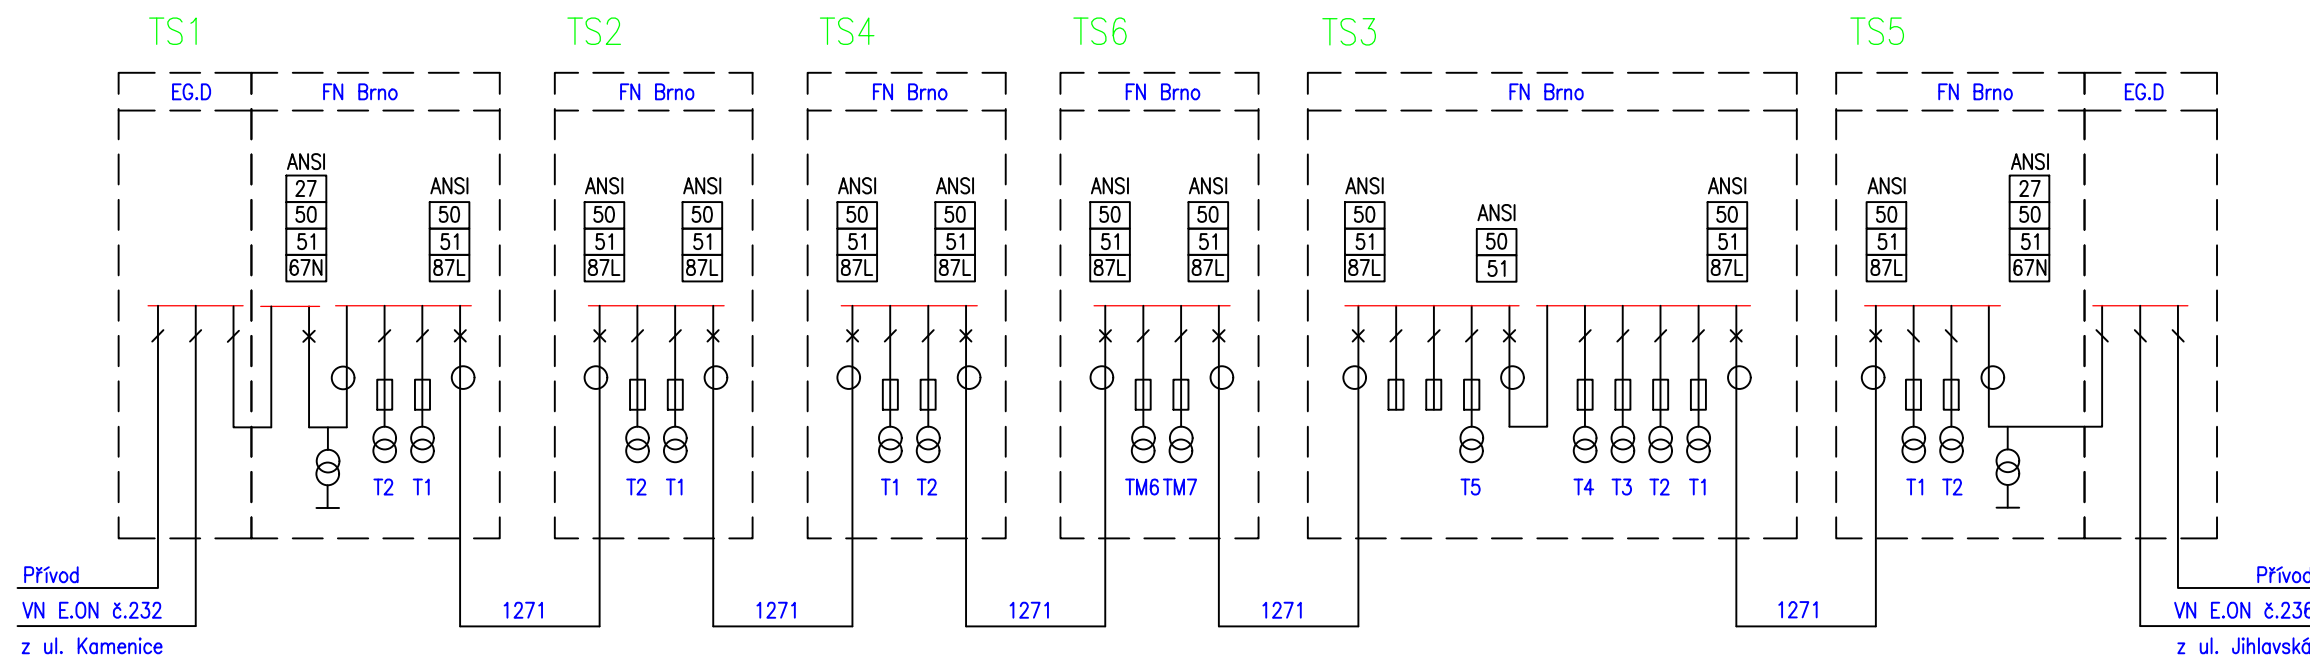 TS1 TS2 TS4 TS6 TS3 TS5
EG.D FN Brno FN Brno FN Brno FN Brno FN Brno FN Brno EG.D
ANSI ANSI
27 27
50 50
51 51
67N 67N
ANSI ANSI ANSI ANSI ANSI ANSI ANSI ANSI ANSI ANSI
50 50 50 50 50 50 50 50 50 50
51 51 51 51 51 51 51 51 51 51
87L 87L 87L 87L 87L 87L 87L 87L 87L 87L
ANSI
50
51
T2 T1 T2 T1 T1 T2 TM6 TM7 T5 T4 T3 T2 T1 T1 T2
Přívod
VN E.ON č.232
z ul. Kamenice
1271 1271 1271 1271 1271
Přívod
VN E.ON č.236
z ul. Jihlavská